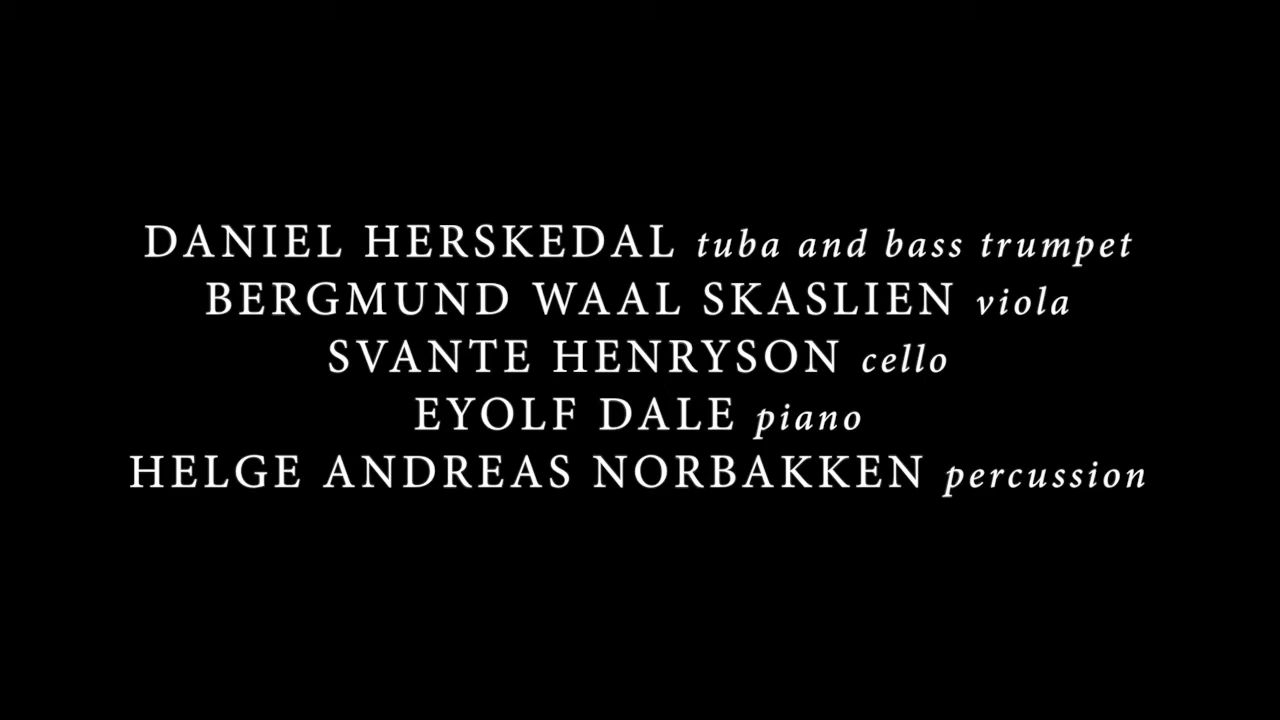 DANIEL HERSKEDAL tuba and bass trumpet
BERGMUND WAAL SKASLIEN viola
SVANTE HENRYSON cello
EYOLF DALE piano
HELGE ANDREAS NORBAKKEN percussion